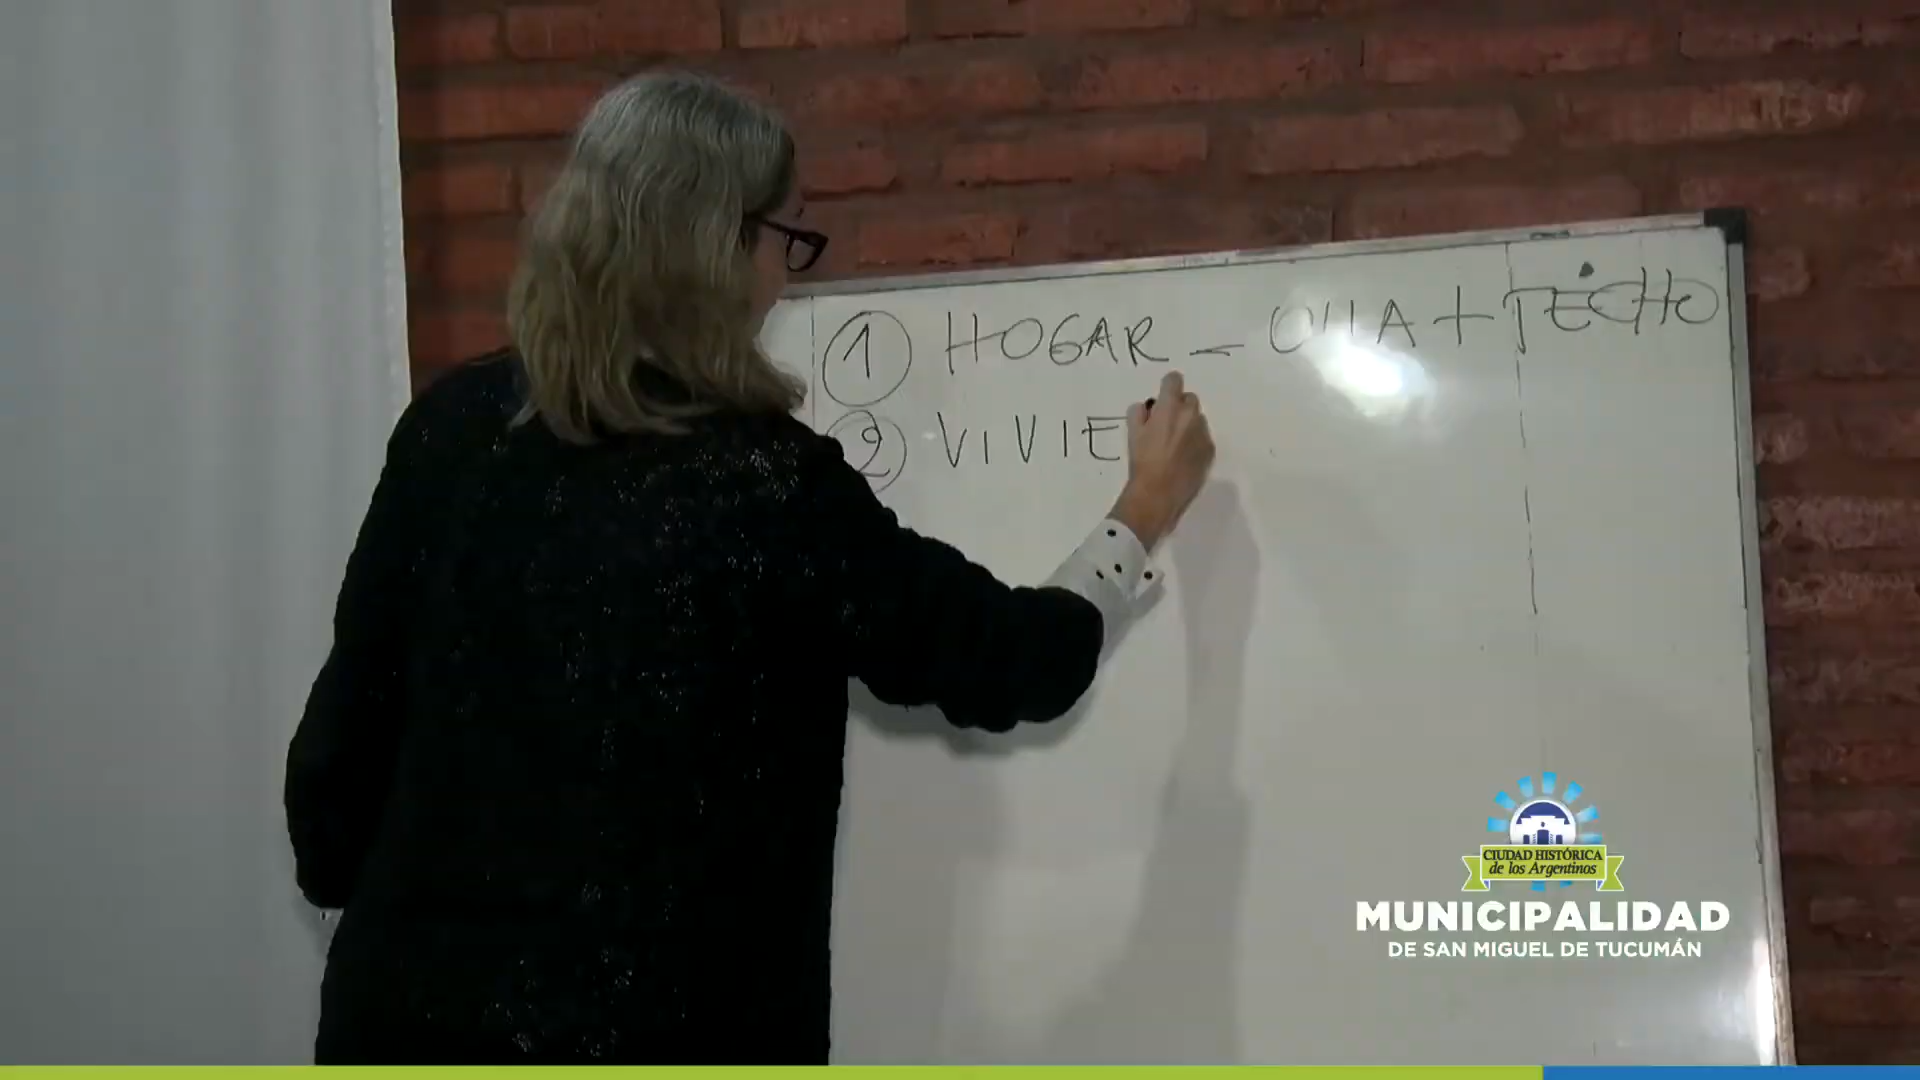 1 HOGAR - OLLA + TECHO
2 VIVIE
CIUDAD HISTÓRICA
de los Argentinos
MUNICIPALIDAD
DE SAN MIGUEL DE TUCUMÁN